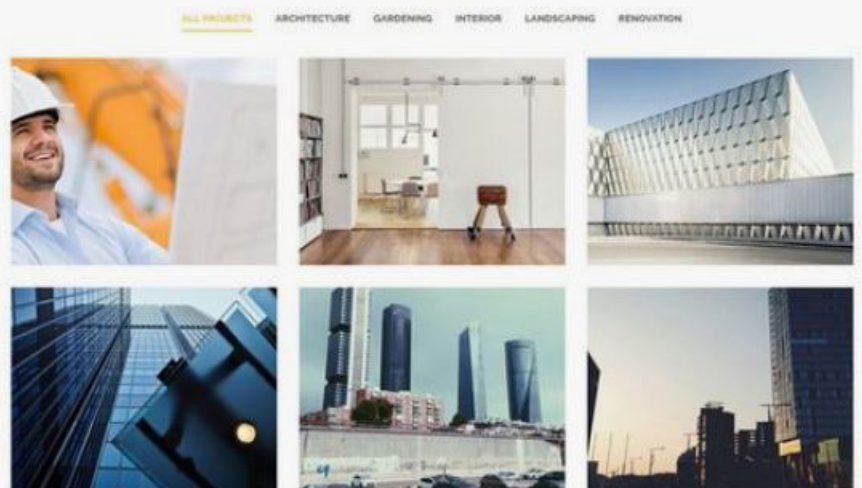 ALL PROJECTS ARCHITECTURE GARDENING INTERIOR LANDSCAPING RENOVATION